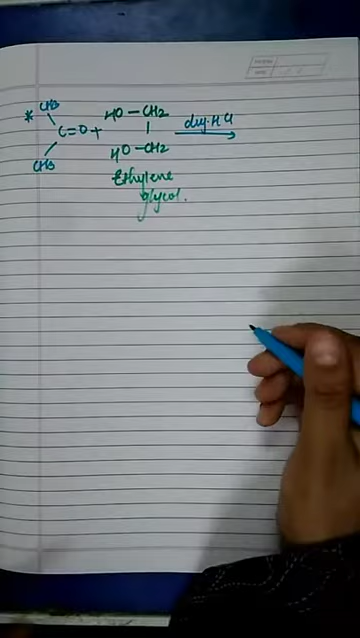 * CH3
C=O +
CH3
HO — CH2
|
HO — CH2
dry·HCl
Ethylene
glycol.